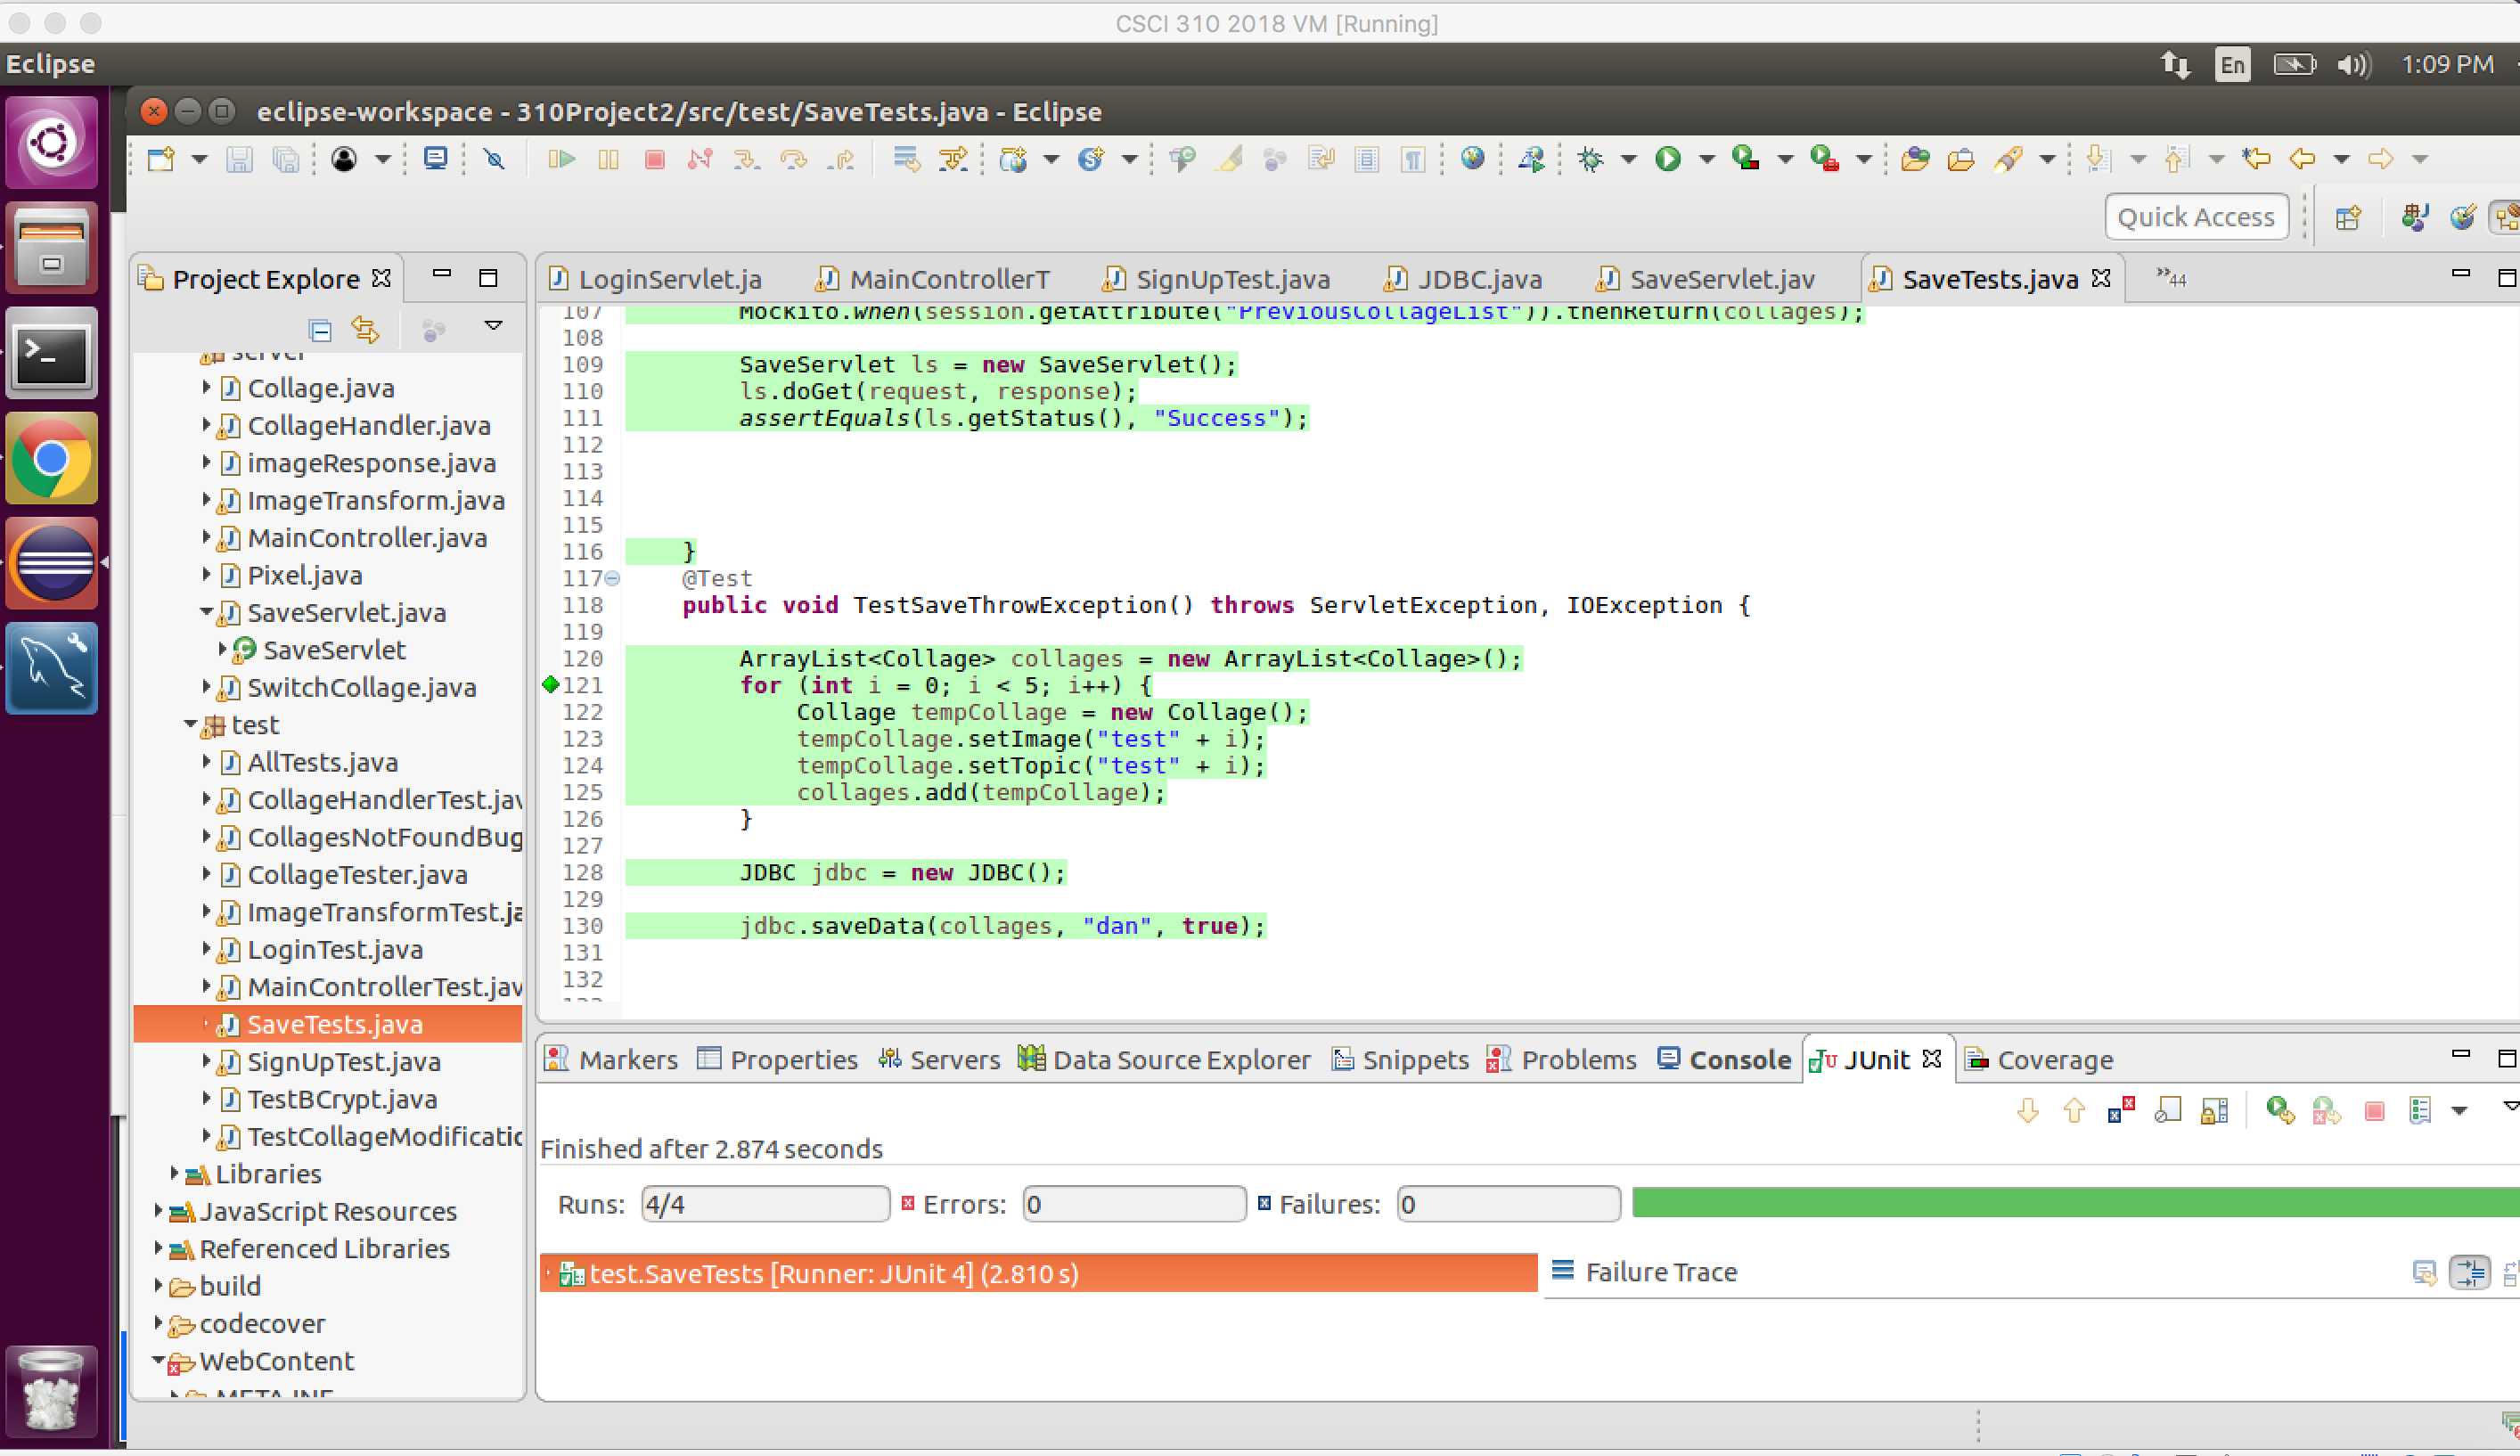 CSCI 310 2018 VM [Running]
Eclipse
En
1:09 PM
eclipse-workspace - 310Project2/src/test/SaveTests.java - Eclipse
Quick Access
Project Explore
LoginServlet.ja
MainControllerT
SignUpTest.java
JDBC.java
SaveServlet.jav
SaveTests.java
»44
server
Collage.java
CollageHandler.java
imageResponse.java
ImageTransform.java
MainController.java
Pixel.java
SaveServlet.java
SaveServlet
SwitchCollage.java
test
AllTests.java
CollageHandlerTest.jav
CollagesNotFoundBug
CollageTester.java
ImageTransformTest.ja
LoginTest.java
MainControllerTest.jav
SaveTests.java
SignUpTest.java
TestBCrypt.java
TestCollageModificatio
Libraries
JavaScript Resources
Referenced Libraries
build
codecover
WebContent
META-INF
107 Mockito.when(session.getAttribute("PreviousCollageList")).thenReturn(collages);
108
109 SaveServlet ls = new SaveServlet();
110 ls.doGet(request, response);
111 assertEquals(ls.getStatus(), "Success");
112
113
114
115
116 }
117 @Test
118 public void TestSaveThrowException() throws ServletException, IOException {
119
120 ArrayList<Collage> collages = new ArrayList<Collage>();
121 for (int i = 0; i < 5; i++) {
122 Collage tempCollage = new Collage();
123 tempCollage.setImage("test" + i);
124 tempCollage.setTopic("test" + i);
125 collages.add(tempCollage);
126 }
127
128 JDBC jdbc = new JDBC();
129
130 jdbc.saveData(collages, "dan", true);
131
132
Markers
Properties
Servers
Data Source Explorer
Snippets
Problems
Console
JUnit
Coverage
Finished after 2.874 seconds
Runs: 4/4
Errors: 0
Failures: 0
test.SaveTests [Runner: JUnit 4] (2.810 s)
Failure Trace